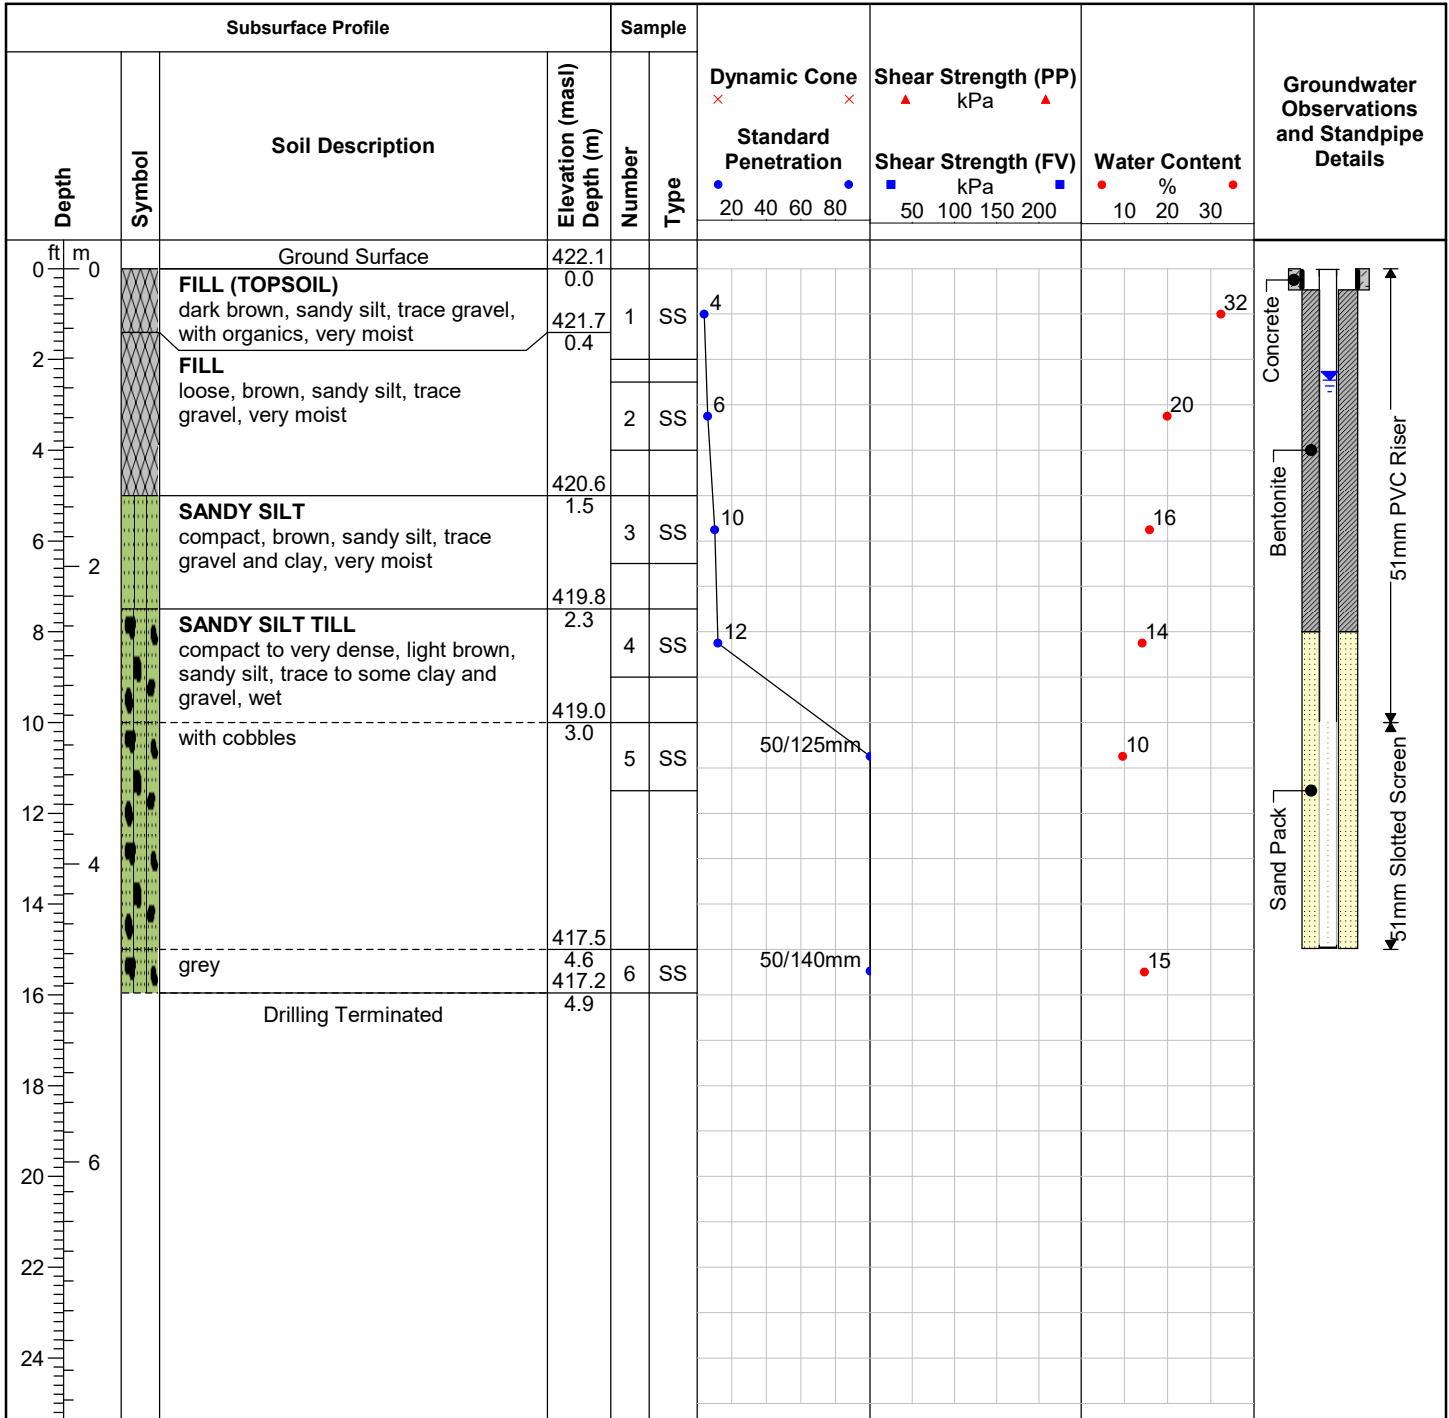 Subsurface Profile
Sample
Depth
Symbol
Soil Description
Elevation (masl)
Depth (m)
Number
Type
Dynamic Cone
Standard
Penetration
20 40 60 80
Shear Strength (PP)
kPa
Shear Strength (FV)
kPa
50 100 150 200
Water Content
%
10 20 30
Groundwater
Observations
and Standpipe
Details
ft m
Ground Surface
422.1
0 0
0.0
FILL (TOPSOIL)
dark brown, sandy silt, trace gravel,
with organics, very moist
421.7
0.4
1 SS
4
32
2
FILL
loose, brown, sandy silt, trace
gravel, very moist
2 SS
6
20
4
420.6
1.5
SANDY SILT
compact, brown, sandy silt, trace
gravel and clay, very moist
3 SS
10
16
6
2
419.8
2.3
SANDY SILT TILL
compact to very dense, light brown,
sandy silt, trace to some clay and
gravel, wet
4 SS
12
14
8
419.0
10
3.0
with cobbles
5 SS
50/125mm
10
12
4
14
417.5
4.6
grey
417.2
6 SS
50/140mm
15
16
4.9
Drilling Terminated
18
6
20
22
24
Concrete
Bentonite
51mm PVC Riser
Sand Pack
51mm Slotted Screen